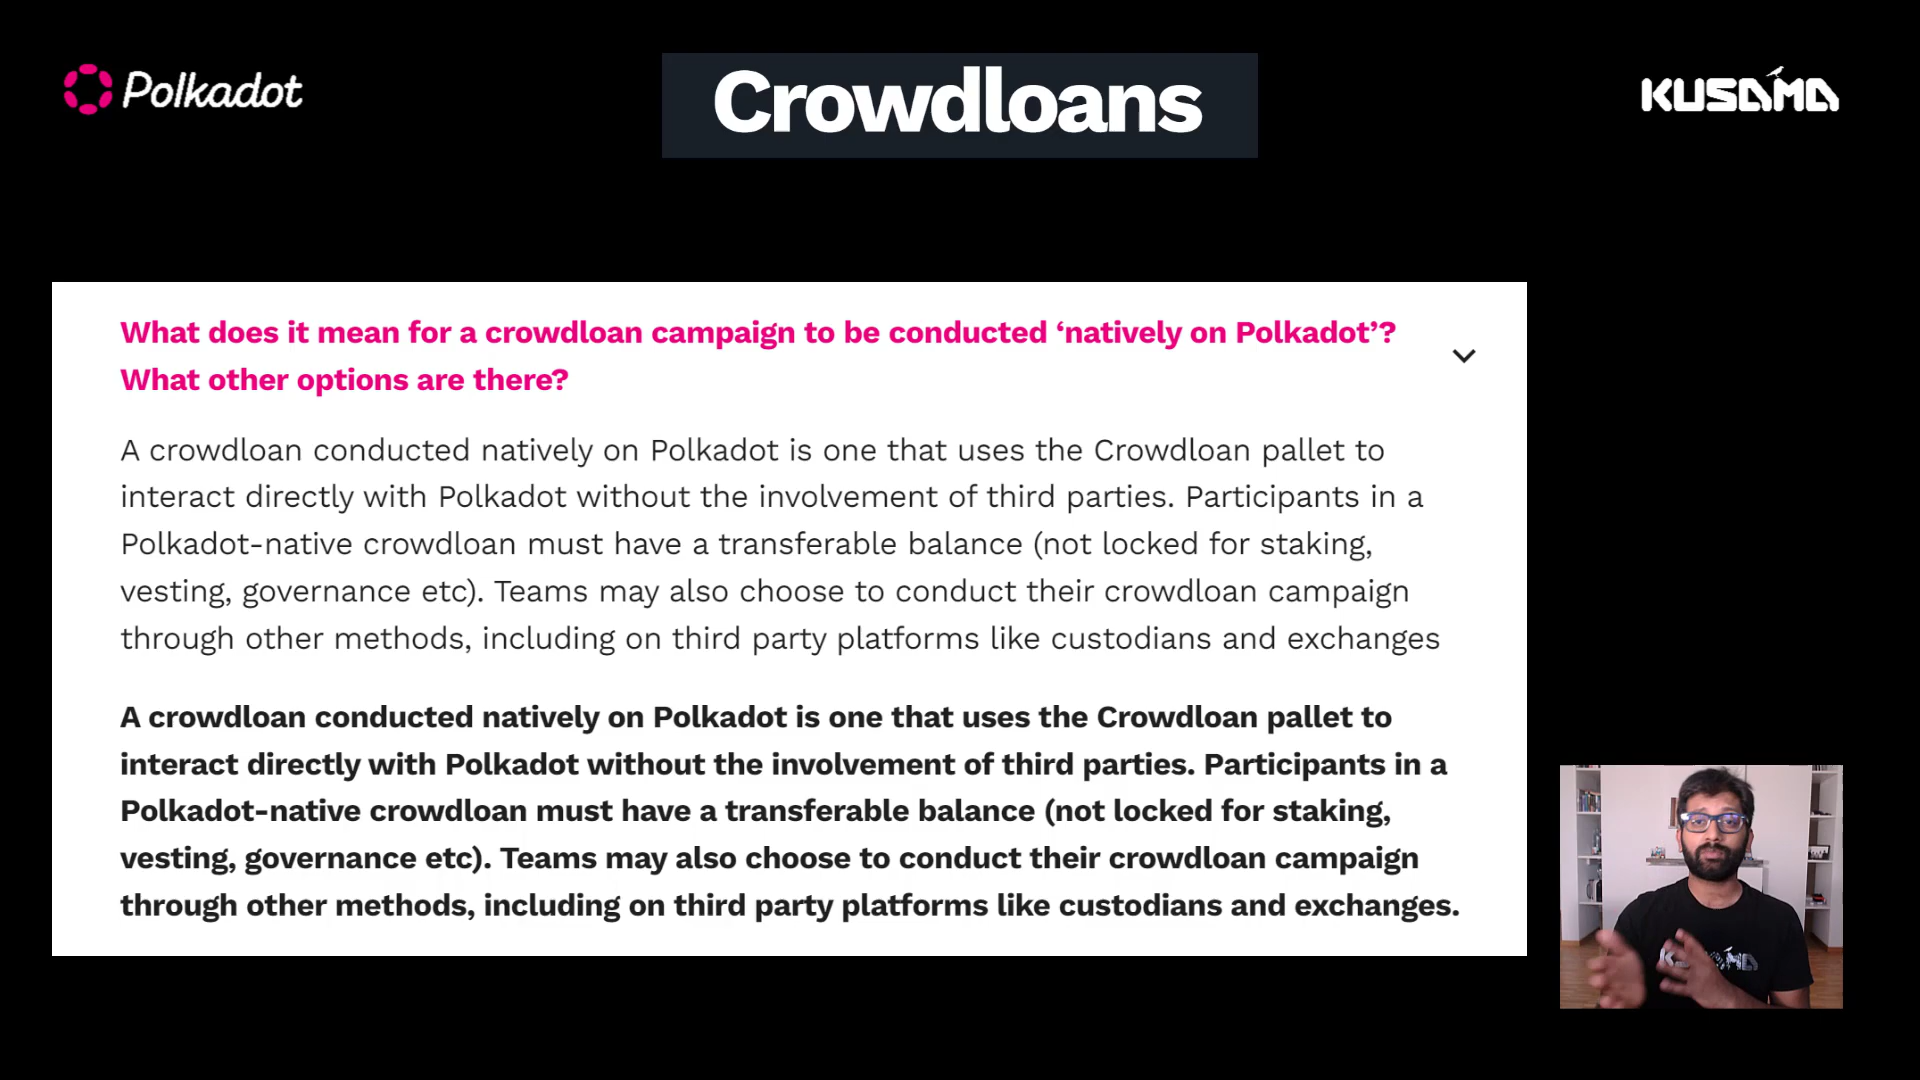 Polkadot
Crowdloans
KUSAMA
What does it mean for a crowdloan campaign to be conducted ‘natively on Polkadot’?
What other options are there?
A crowdloan conducted natively on Polkadot is one that uses the Crowdloan pallet to
interact directly with Polkadot without the involvement of third parties. Participants in a
Polkadot-native crowdloan must have a transferable balance (not locked for staking,
vesting, governance etc). Teams may also choose to conduct their crowdloan campaign
through other methods, including on third party platforms like custodians and exchanges
A crowdloan conducted natively on Polkadot is one that uses the Crowdloan pallet to
interact directly with Polkadot without the involvement of third parties. Participants in a
Polkadot-native crowdloan must have a transferable balance (not locked for staking,
vesting, governance etc). Teams may also choose to conduct their crowdloan campaign
through other methods, including on third party platforms like custodians and exchanges.